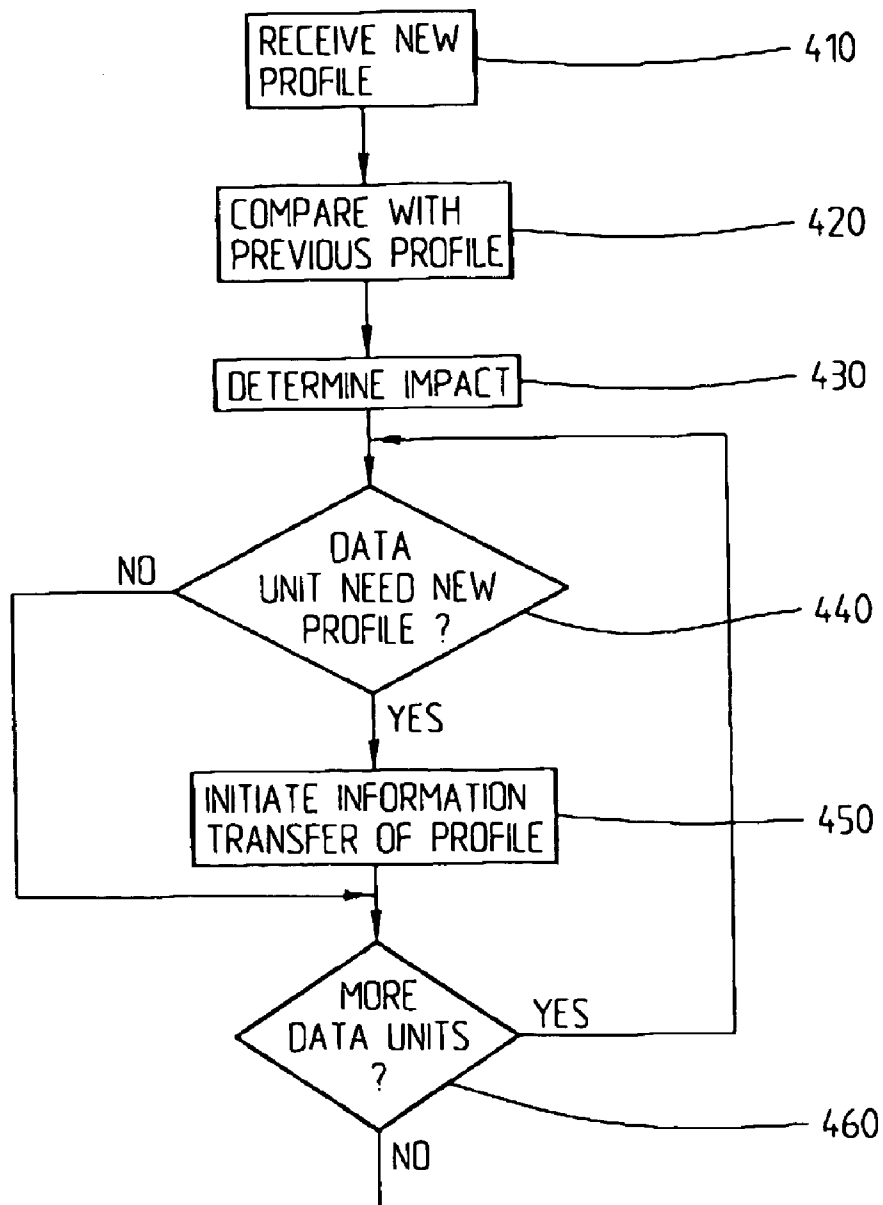 RECEIVE NEW
PROFILE
410
COMPARE WITH
PREVIOUS PROFILE
420
DETERMINE IMPACT
430
DATA
UNIT NEED NEW
PROFILE ?
NO
440
YES
INITIATE INFORMATION
TRANSFER OF PROFILE
450
MORE
DATA UNITS
?
YES
460
NO